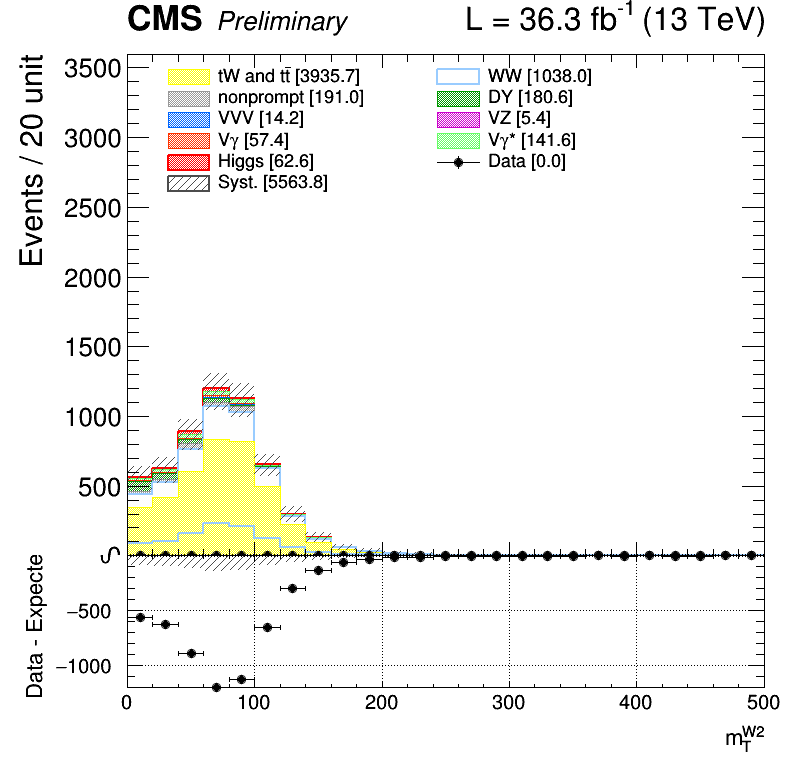 CMS Preliminary L = 36.3 fb⁻¹ (13 TeV)
Events / 20 unit
3500
3000
2500
2000
1500
1000
500
0
tW and tt̄ [3935.7]
nonprompt [191.0]
VVV [14.2]
Vγ [57.4]
Higgs [62.6]
Syst. [5563.8]
WW [1038.0]
DY [180.6]
VZ [5.4]
Vγ* [141.6]
Data [0.0]
Data - Expecte
−500
−1000
0 100 200 300 400 500
m_T^{W2}